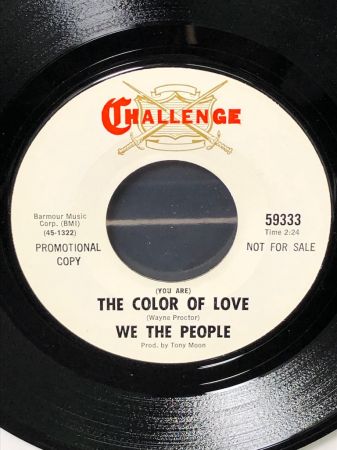 CHALLENGE
Barmour Music
Corp. (BMI)
(45-1322)
PROMOTIONAL
COPY
59333
Time 2:24
NOT FOR SALE
(YOU ARE)
THE COLOR OF LOVE
(Wayne Proctor)
WE THE PEOPLE
Prod. by Tony Moon